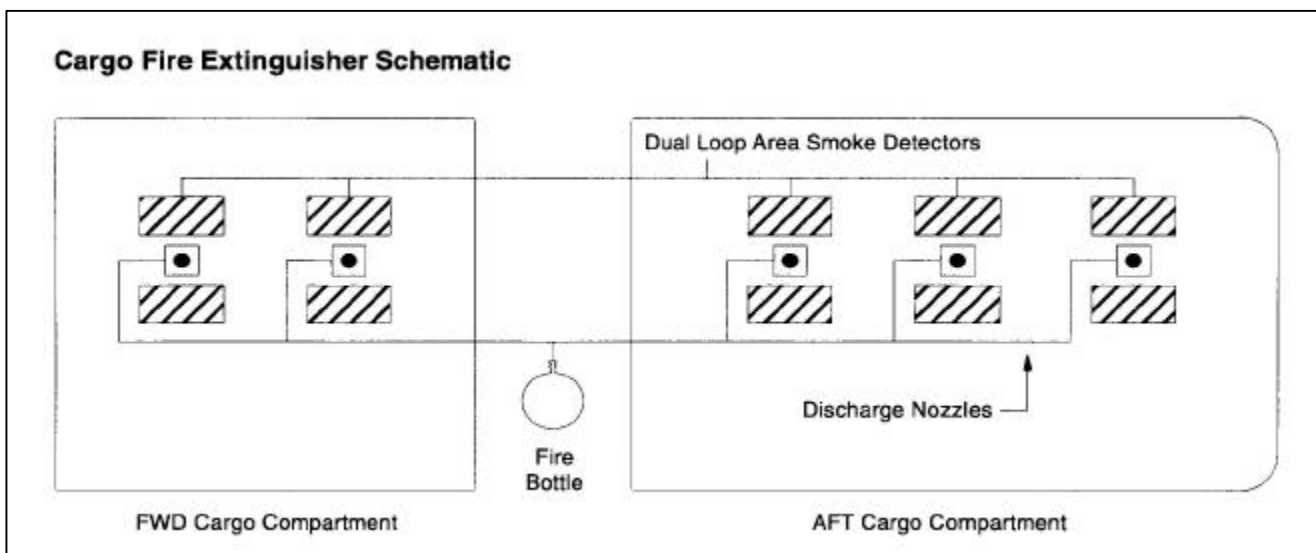 Cargo Fire Extinguisher Schematic
Dual Loop Area Smoke Detectors
Discharge Nozzles
Fire
Bottle
FWD Cargo Compartment
AFT Cargo Compartment